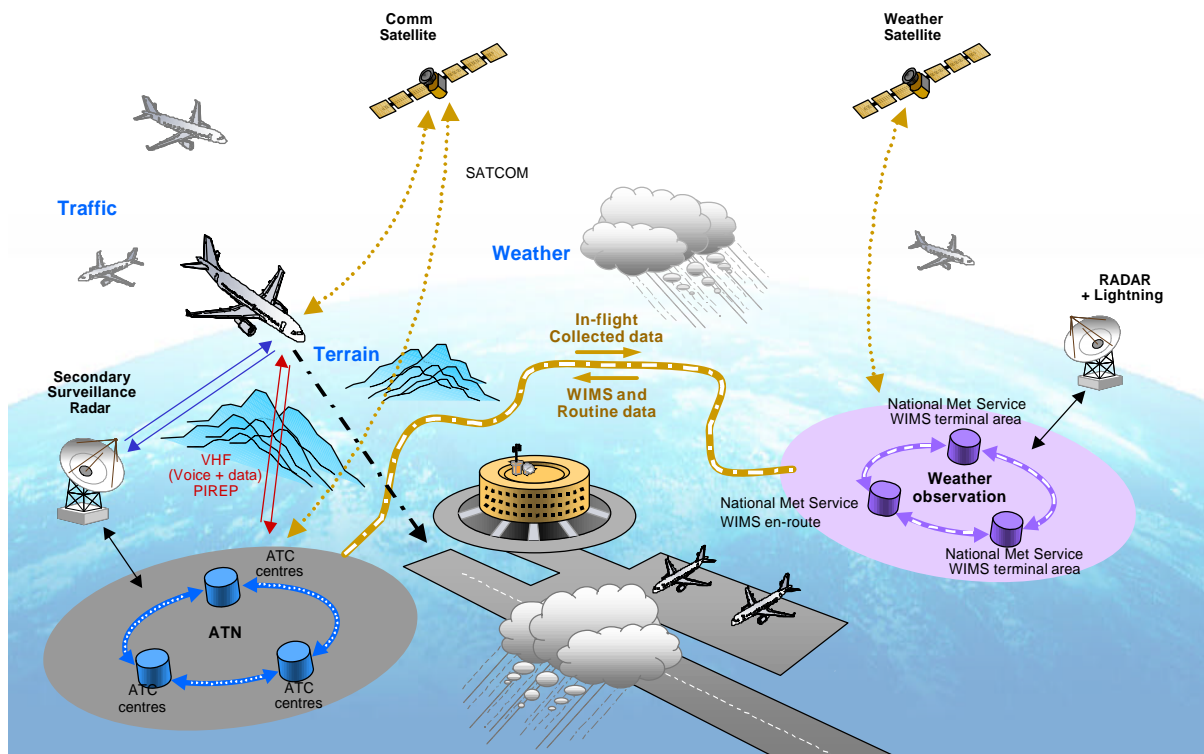 Comm
Satellite
Weather
Satellite
SATCOM
Traffic
Weather
RADAR
+ Lightning
In-flight
Collected data
Terrain
WIMS and
Routine data
Secondary
Surveillance
Radar
VHF
(Voice + data)
PIREP
National Met Service
WIMS terminal area
Weather
observation
National Met Service
WIMS en-route
National Met Service
WIMS terminal area
ATC
centres
ATN
ATC
centres
ATC
centres